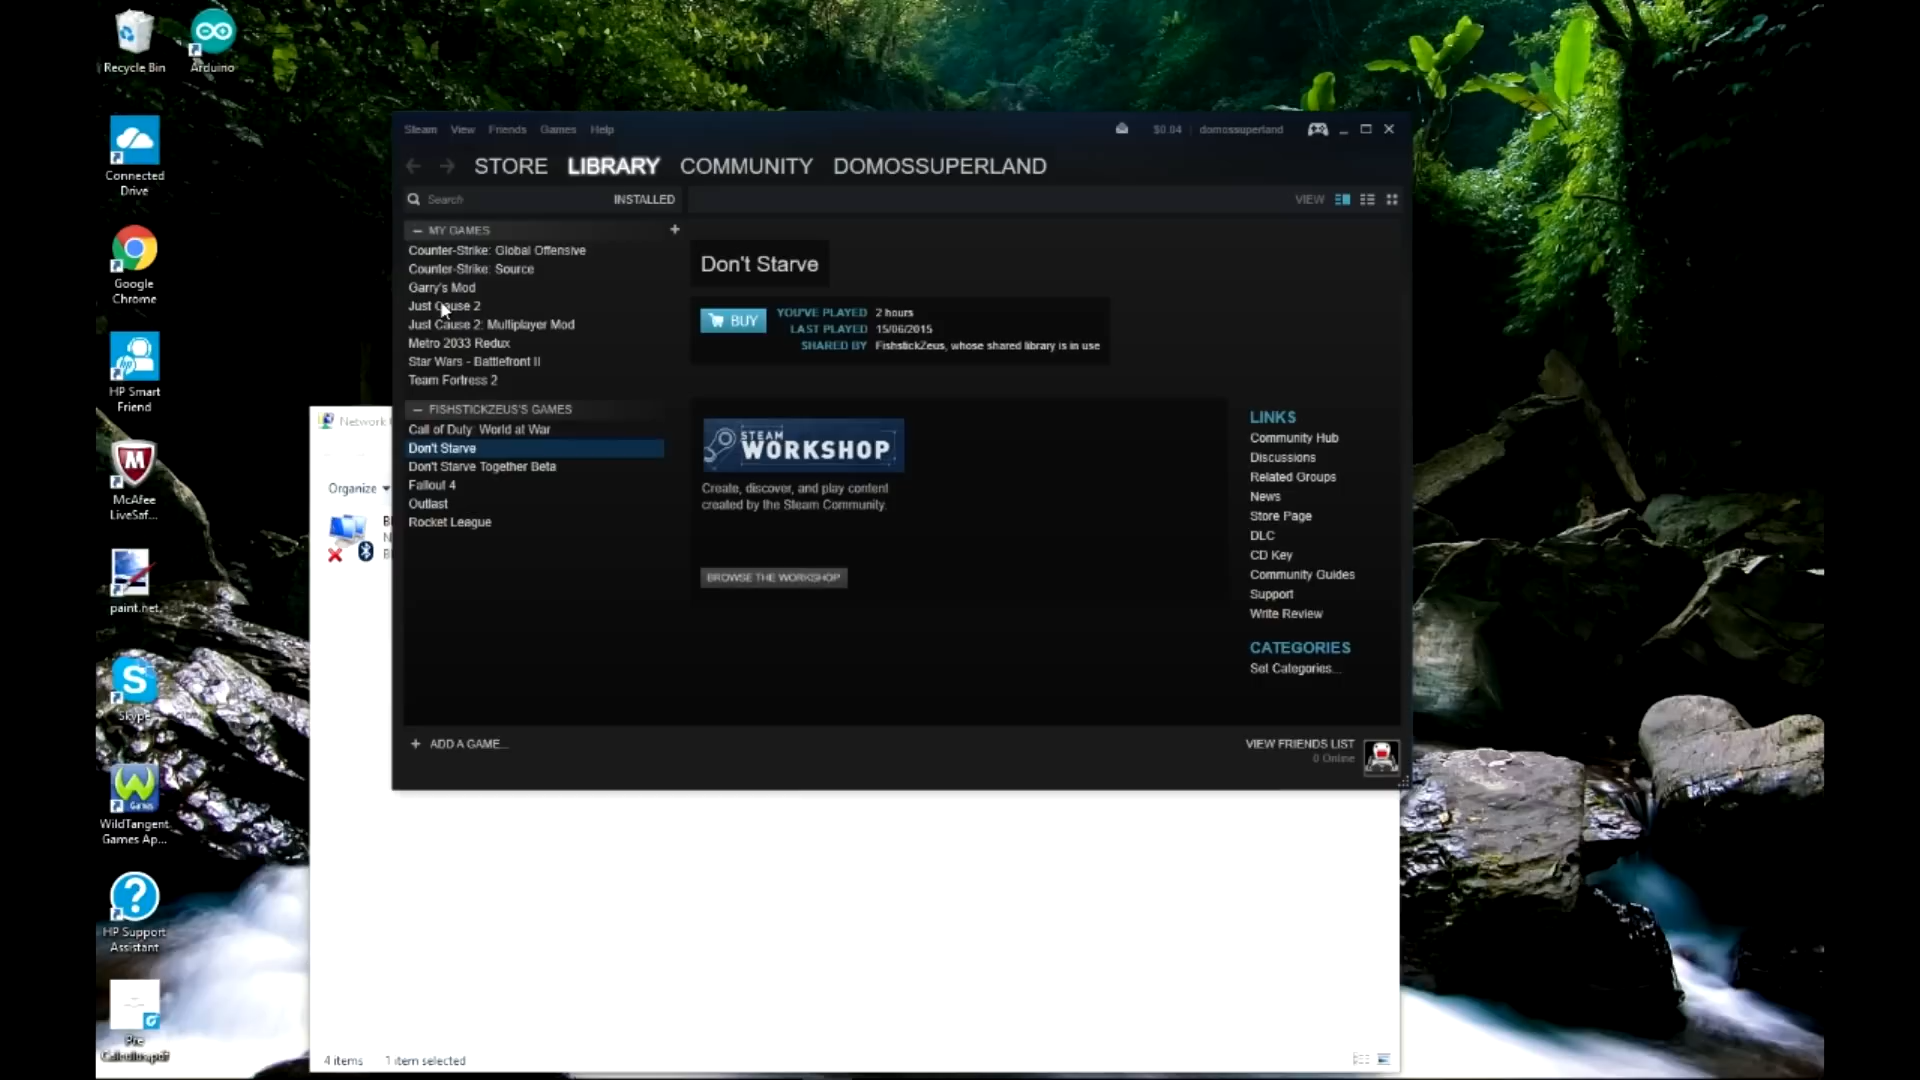 Recycle Bin
Arduino
Connected
Drive
Google
Chrome
HP Smart
Friend
McAfee
LiveSaf...
paint.net
Skype
WildTangent
Games Ap...
HP Support
Assistant
Pre
Calculus.pdf
Steam View Friends Games Help
$0.04 | domossuperland
STORE LIBRARY COMMUNITY DOMOSSUPERLAND
Search INSTALLED
VIEW
— MY GAMES +
Counter-Strike: Global Offensive
Counter-Strike: Source
Garry's Mod
Just Cause 2
Just Cause 2: Multiplayer Mod
Metro 2033 Redux
Star Wars - Battlefront II
Team Fortress 2
— FISHSTICKZEUS'S GAMES
Call of Duty: World at War
Don't Starve
Don't Starve Together Beta
Fallout 4
Outlast
Rocket League
Don't Starve
BUY
YOU'VE PLAYED 2 hours
LAST PLAYED 15/06/2015
SHARED BY FishstickZeus, whose shared library is in use
STEAM
WORKSHOP
Create, discover, and play content
created by the Steam Community.
BROWSE THE WORKSHOP
LINKS
Community Hub
Discussions
Related Groups
News
Store Page
DLC
CD Key
Community Guides
Support
Write Review
CATEGORIES
Set Categories...
+ ADD A GAME...
VIEW FRIENDS LIST
0 Online
Network
Organize
4 items 1 item selected